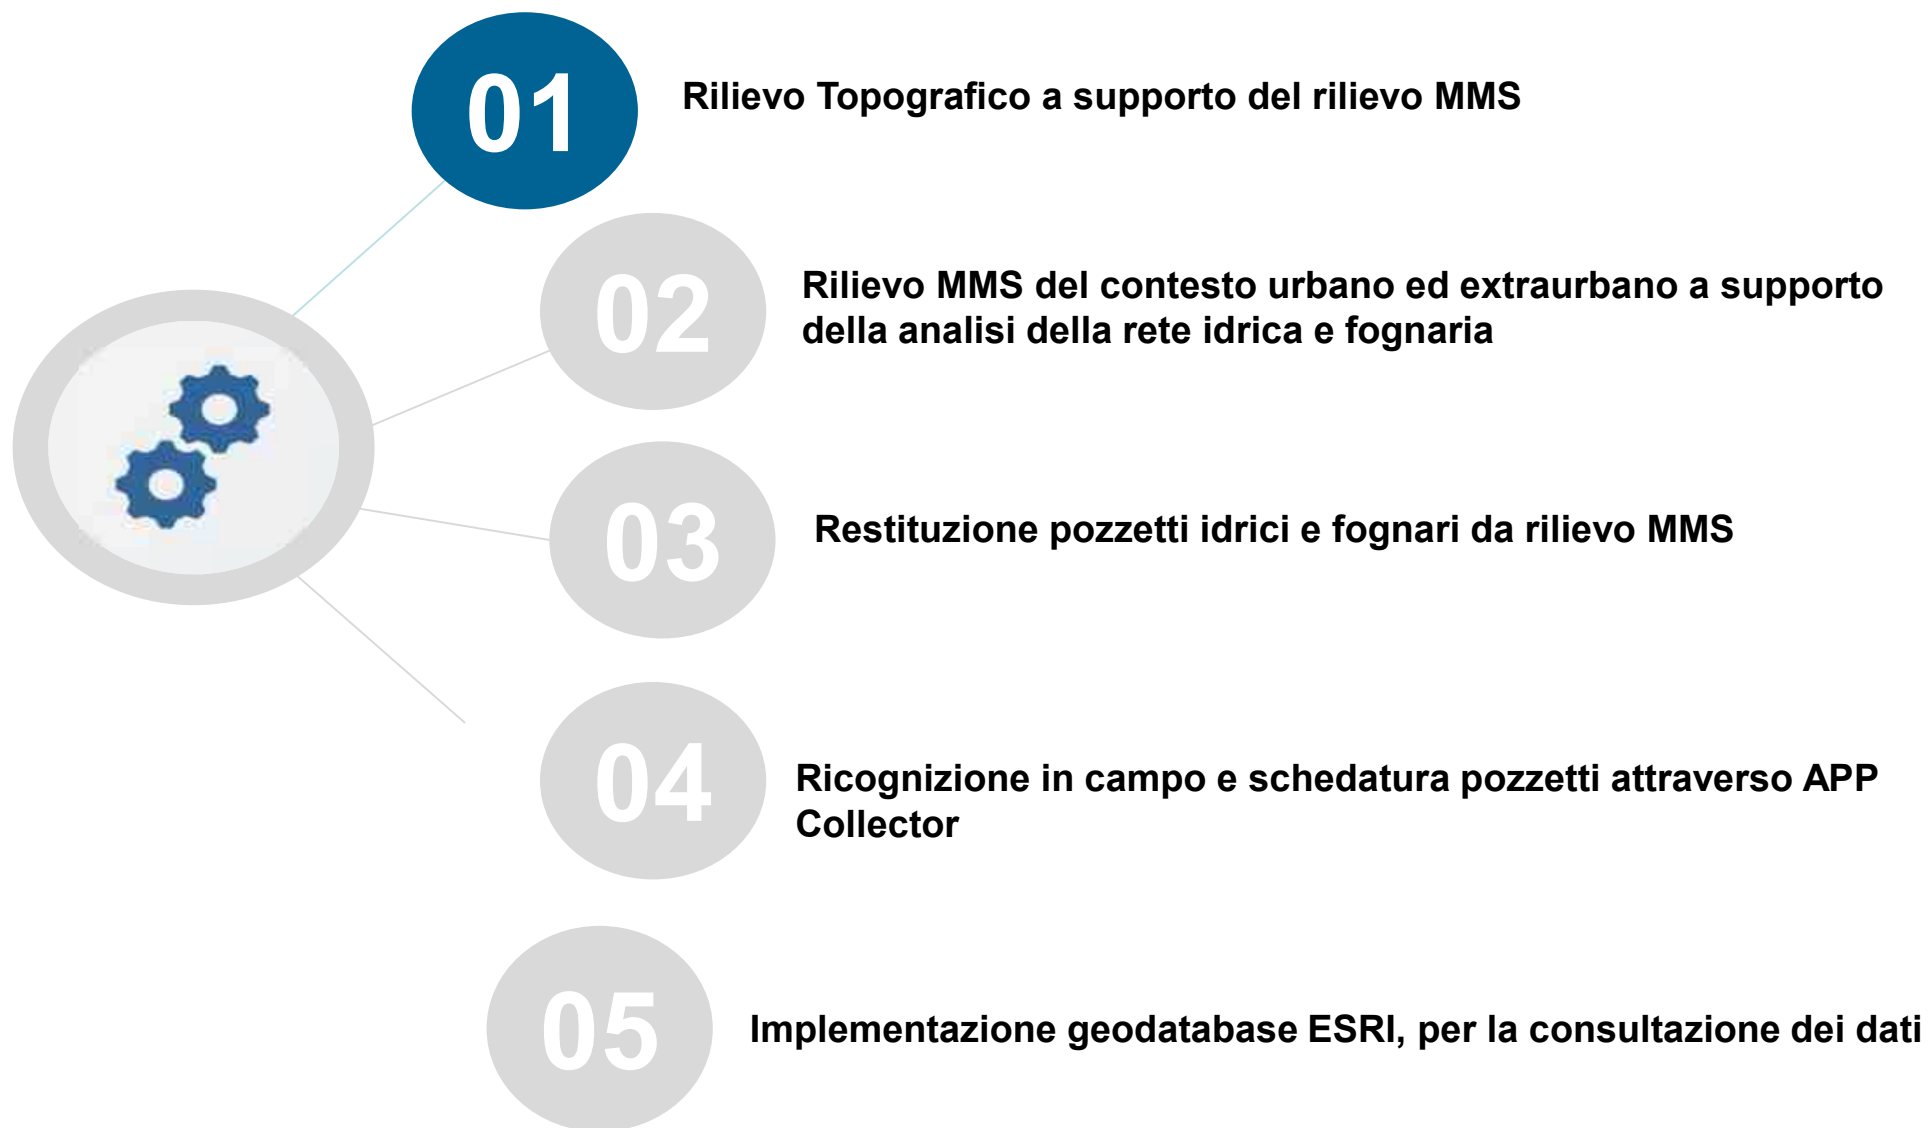 01
Rilievo Topografico a supporto del rilievo MMS
02
Rilievo MMS del contesto urbano ed extraurbano a supporto
della analisi della rete idrica e fognaria
03
Restituzione pozzetti idrici e fognari da rilievo MMS
04
Ricognizione in campo e schedatura pozzetti attraverso APP
Collector
05
Implementazione geodatabase ESRI, per la consultazione dei dati